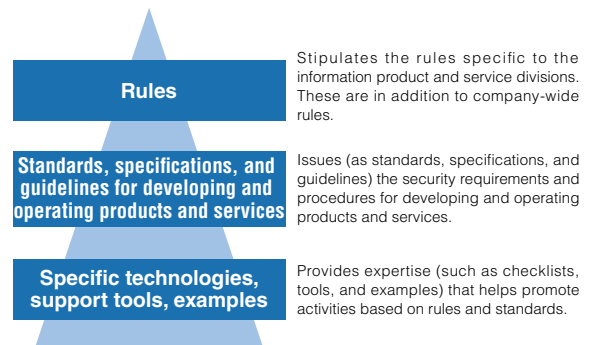 Rules
Stipulates the rules specific to the
information product and service divisions.
These are in addition to company-wide
rules.
Standards, specifications, and
guidelines for developing and
operating products and services
Issues (as standards, specifications, and
guidelines) the security requirements and
procedures for developing and operating
products and services.
Specific technologies,
support tools, examples
Provides expertise (such as checklists,
tools, and examples) that helps promote
activities based on rules and standards.